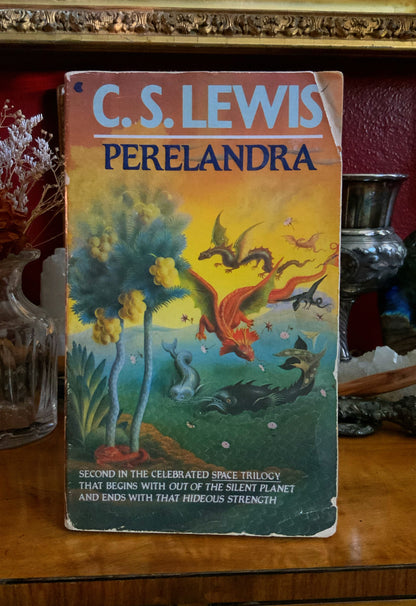 C. S. LEWIS
PERELANDRA
SECOND IN THE CELEBRATED SPACE TRILOGY
THAT BEGINS WITH OUT OF THE SILENT PLANET
AND ENDS WITH THAT HIDEOUS STRENGTH